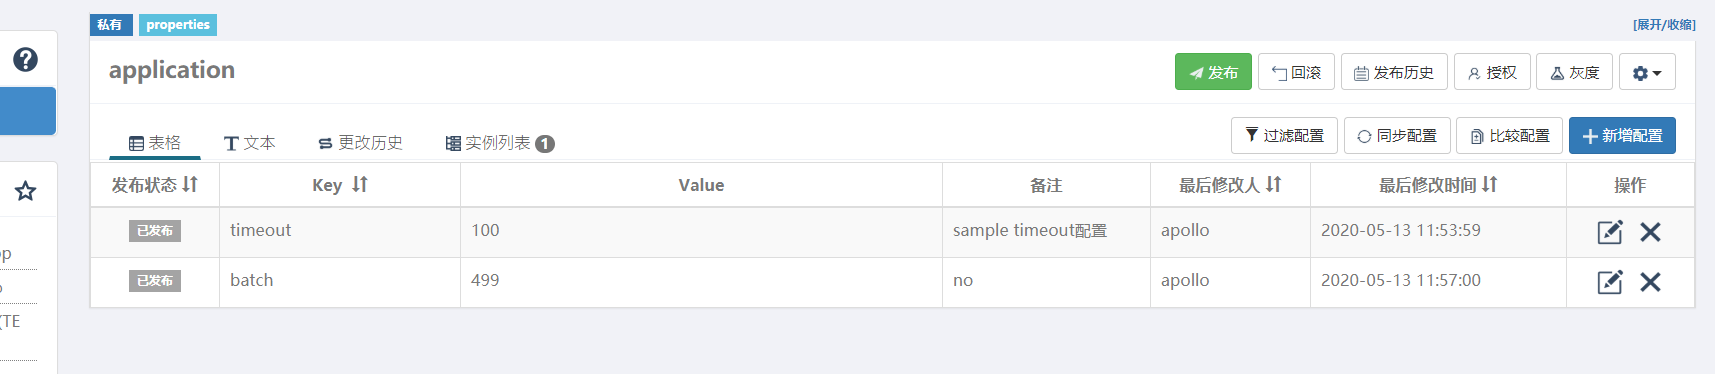 私有 properties [展开/收缩]
application 发布 回滚 发布历史 授权 灰度
表格 文本 更改历史 实例列表 1 过滤配置 同步配置 比较配置 新增配置
发布状态 Key Value 备注 最后修改人 最后修改时间 操作
已发布 timeout 100 sample timeout配置 apollo 2020-05-13 11:53:59
已发布 batch 499 no apollo 2020-05-13 11:57:00
op
(TE